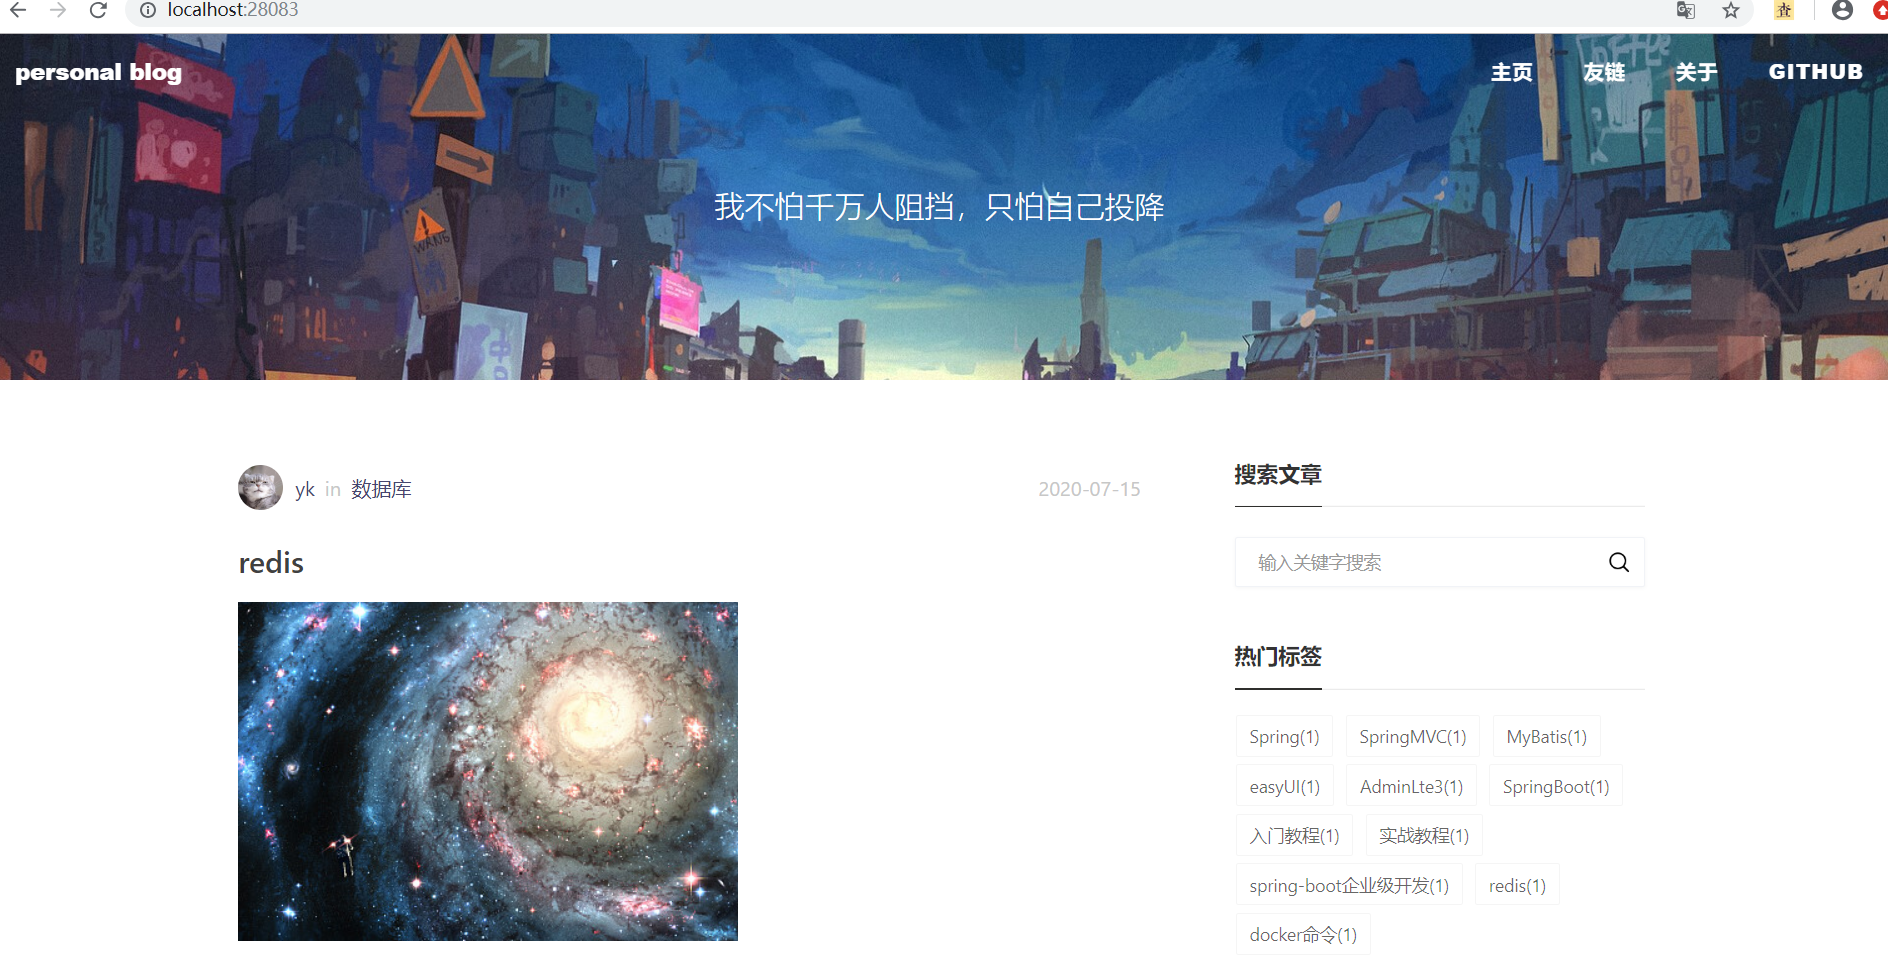 localhost:28083
personal blog
主页 友链 关于 GITHUB
我不怕千万人阻挡，只怕自己投降
yk in 数据库 2020-07-15
redis
搜索文章
输入关键字搜索
热门标签
Spring(1) SpringMVC(1) MyBatis(1)
easyUI(1) AdminLte3(1) SpringBoot(1)
入门教程(1) 实战教程(1)
spring-boot企业级开发(1) redis(1)
docker命令(1)